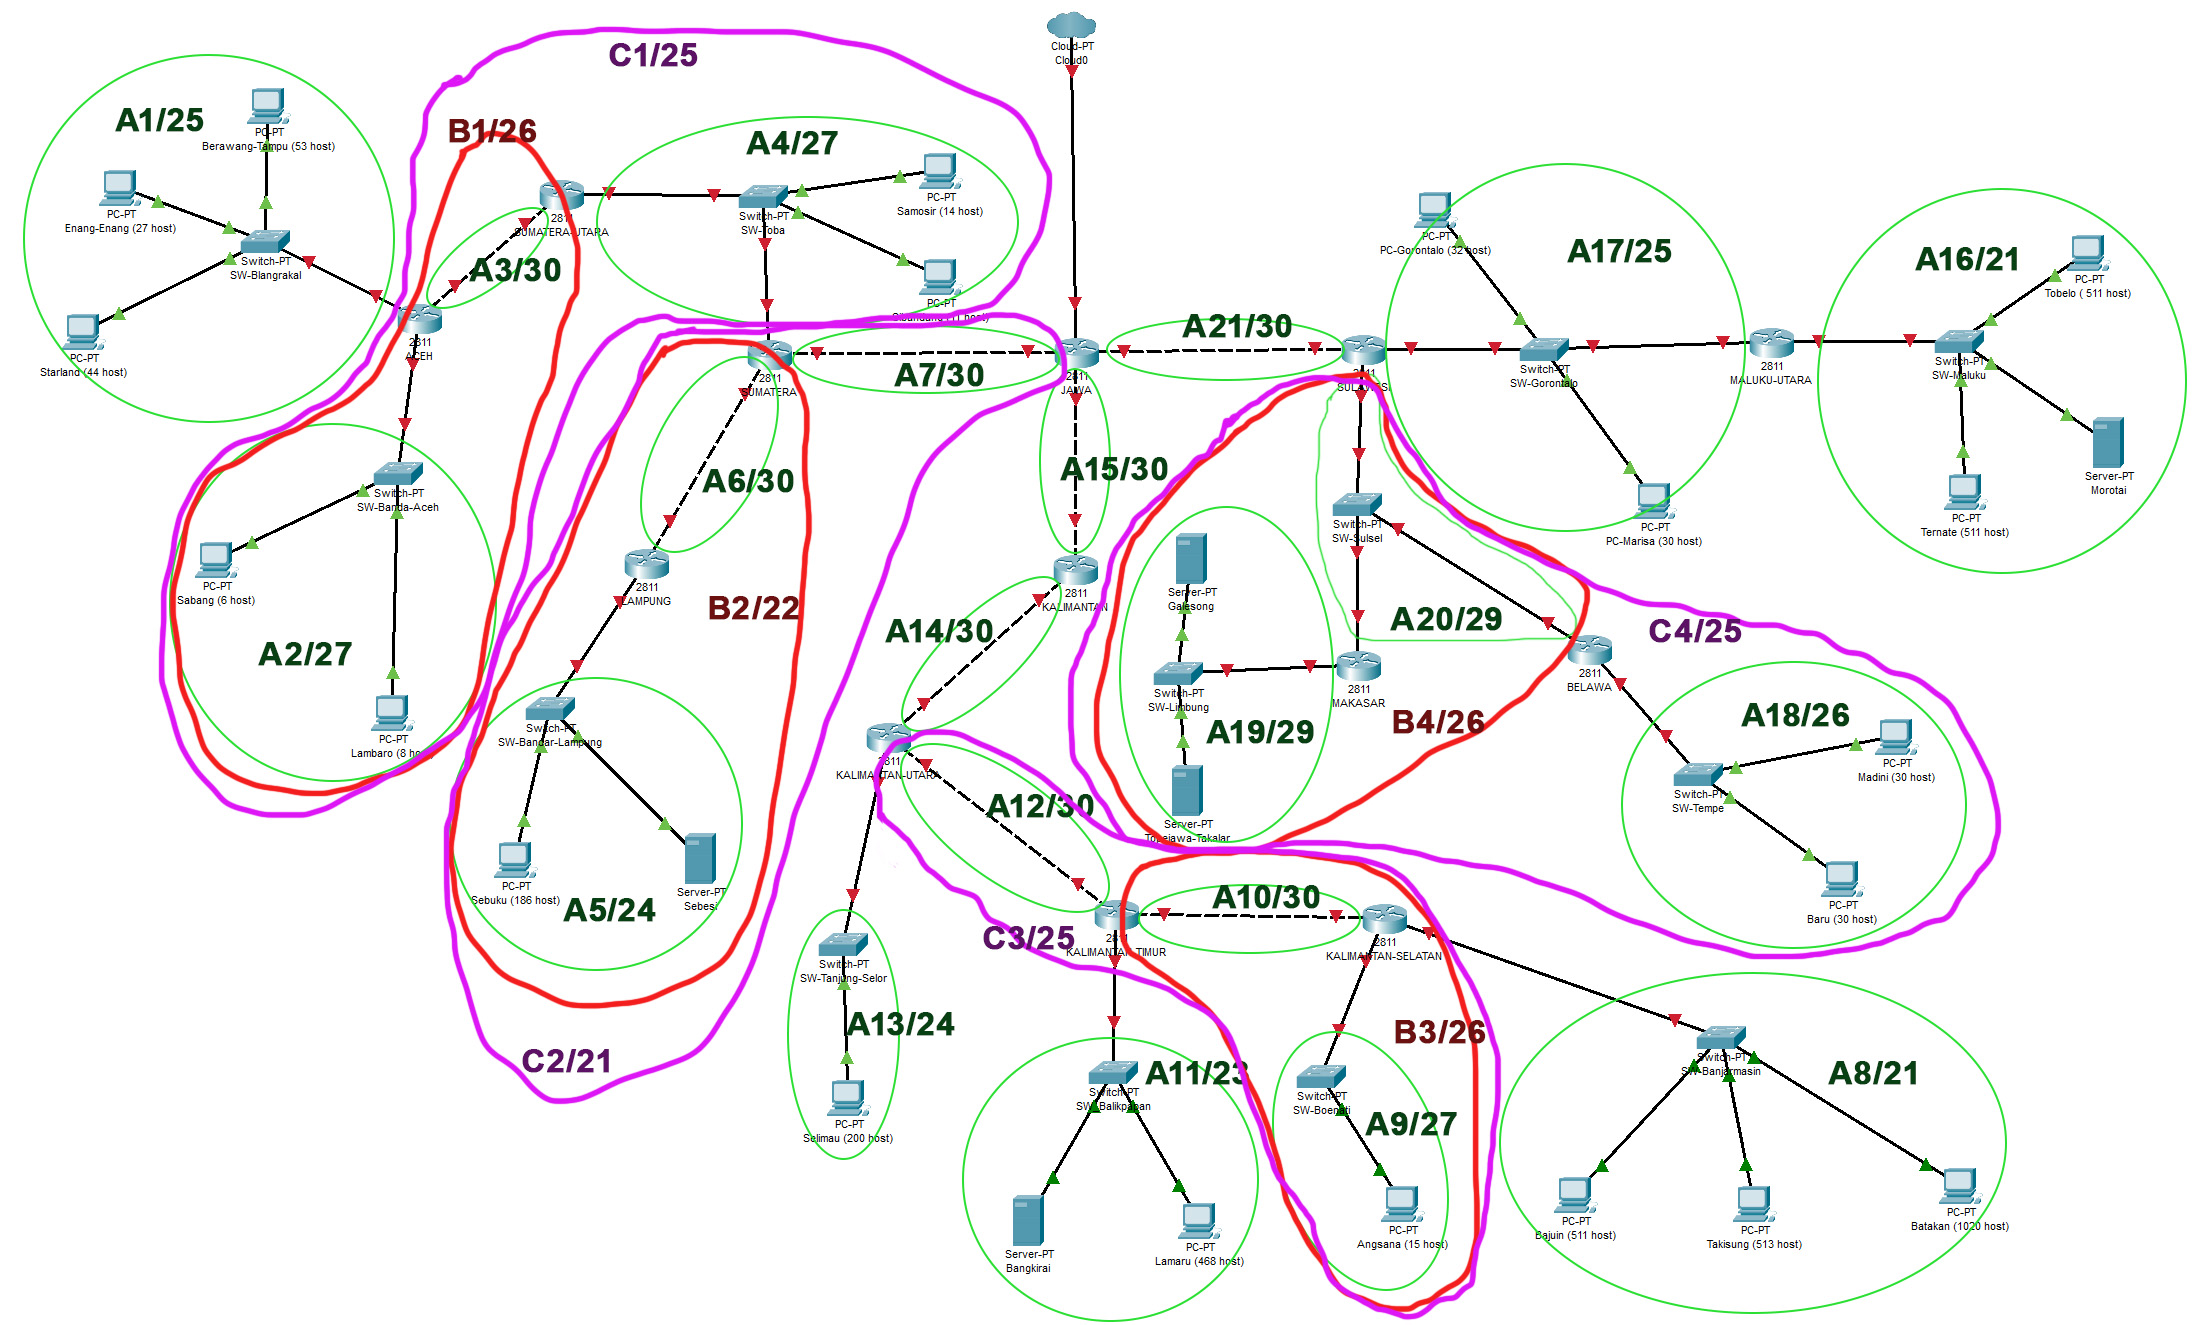 C1/25
Cloud-PT
Cloud0
A1/25
PC-PT
Berawang-Tampu (53 host)
PC-PT
Enang-Enang (27 host)
Switch-PT
SW-Blangrakal
PC-PT
Starland (44 host)
B1/26
2811
SUMATERA-UTARA
A3/30
2811
ACEH
A4/27
Switch-PT
SW-Toba
PC-PT
Samosir (14 host)
PC-PT
A7/30
2811
SUMATERA
2811
JAWA
A21/30
SULAWESI
A17/25
PC-PT
PC-Gorontalo (32 host)
Switch-PT
SW-Gorontalo
PC-PT
PC-Marisa (30 host)
2811
MALUKU-UTARA
A16/21
PC-PT
Tobelo ( 511 host)
Switch-PT
SW-Maluku
Server-PT
Morotai
PC-PT
Ternate (511 host)
Switch-PT
SW-Banda-Aceh
PC-PT
Sabang (6 host)
A2/27
PC-PT
Lambaro (8 host)
A6/30
2811
LAMPUNG
B2/22
Switch-PT
SW-Bandar-Lampung
PC-PT
Sebuku (186 host)
A5/24
Server-PT
Sebesi
C2/21
A15/30
2811
KALIMANTAN
A14/30
2811
KALIMANTAN-UTARA
A12/30
Switch-PT
SW-Tanjung-Selor
A13/24
PC-PT
Selimau (200 host)
Switch-PT
SW-Sulsel
Server-PT
Galesong
A20/29
Switch-PT
SW-Limbung
2811
MAKASAR
A19/29
B4/26
Server-PT
Topejawa-Takalar
2811
BELAWA
C4/25
A18/26
Switch-PT
SW-Tempe
PC-PT
Madini (30 host)
PC-PT
Baru (30 host)
C3/25
2811
KALIMANTAN-TIMUR
A10/30
2811
KALIMANTAN-SELATAN
A11/23
Switch-PT
SW-Balikpapan
Server-PT
Bangkirai
PC-PT
Lamaru (468 host)
B3/26
Switch-PT
SW-Boenati
A9/27
PC-PT
Angsana (15 host)
Switch-PT
SW-Banjarmasin
A8/21
PC-PT
Bajuin (511 host)
PC-PT
Takisung (513 host)
PC-PT
Batakan (1020 host)